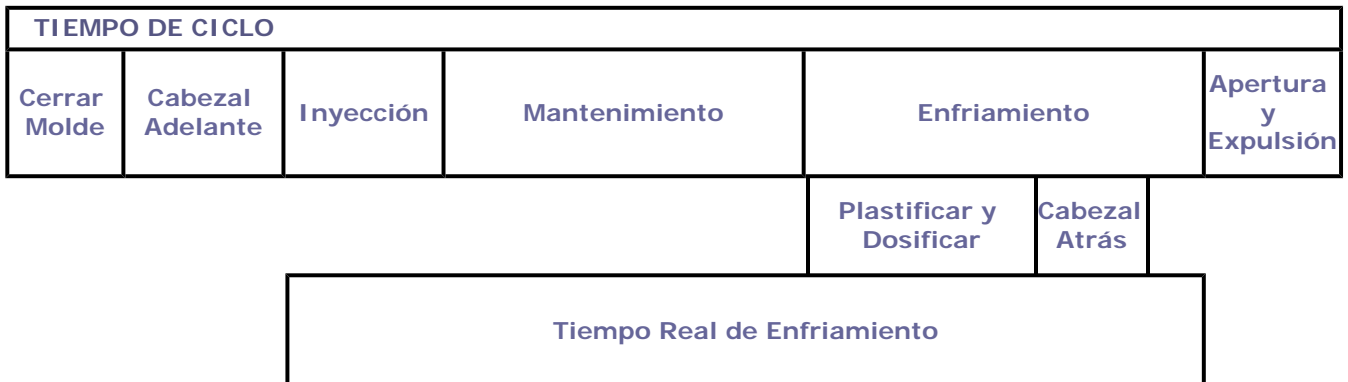 TIEMPO DE CICLO
Cerrar
Molde
Cabezal
Adelante
Inyección
Mantenimiento
Enfriamiento
Apertura
y
Expulsión
Plastificar y
Dosificar
Cabezal
Atrás
Tiempo Real de Enfriamiento